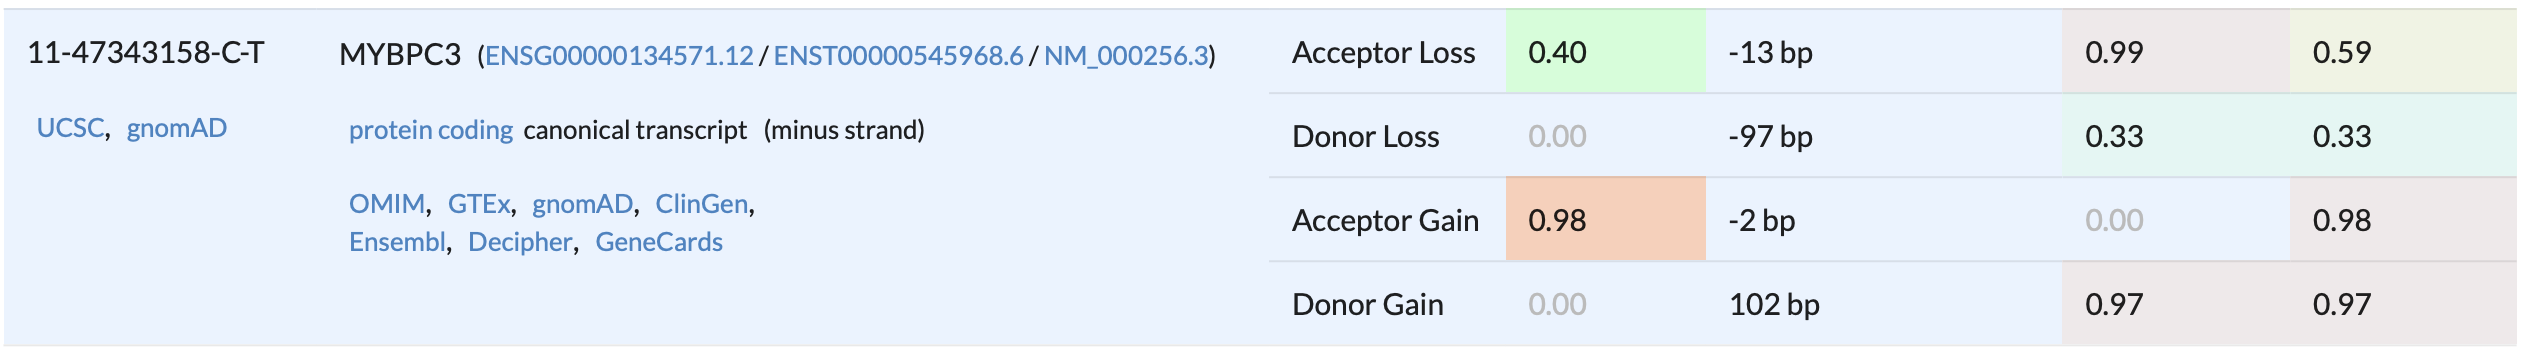 11-47343158-C-T MYBPC3 (ENSG00000134571.12 / ENST00000545968.6 / NM_000256.3) Acceptor Loss 0.40 -13 bp 0.99 0.59
UCSC, gnomAD protein coding canonical transcript (minus strand) Donor Loss 0.00 -97 bp 0.33 0.33
OMIM, GTEx, gnomAD, ClinGen, Acceptor Gain 0.98 -2 bp 0.00 0.98
Ensembl, Decipher, GeneCards
Donor Gain 0.00 102 bp 0.97 0.97